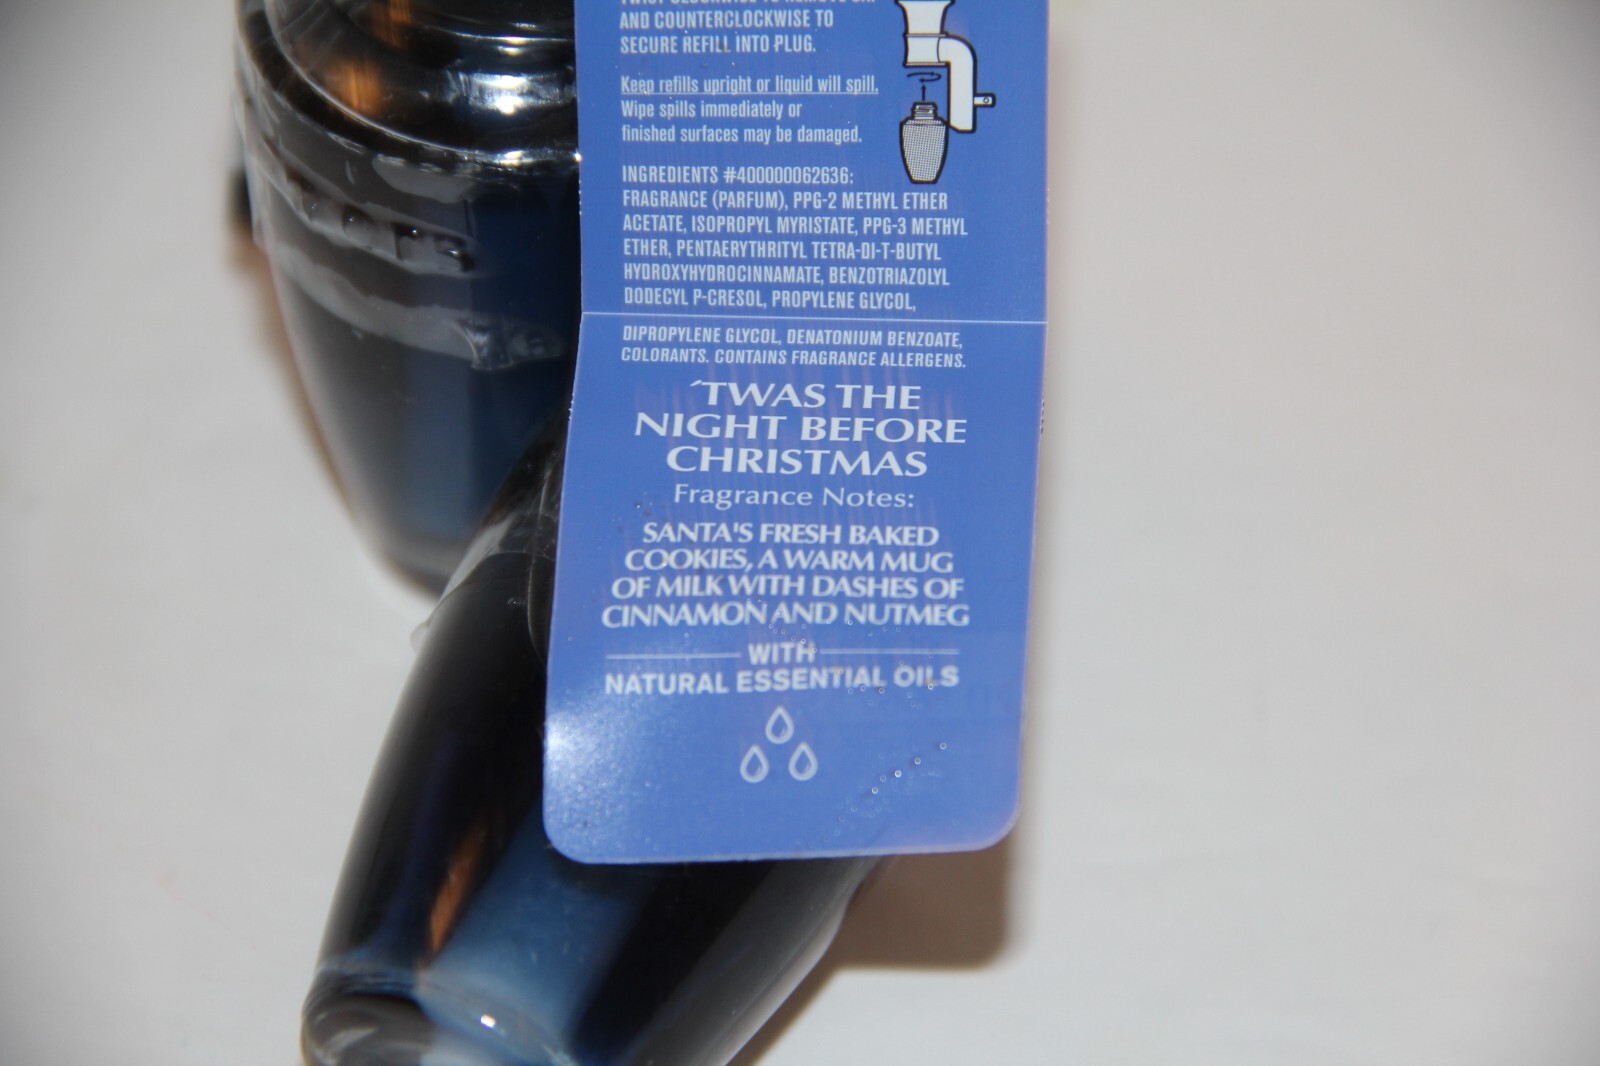 TWIST CLOCKWISE TO REMOVE
AND COUNTERCLOCKWISE TO
SECURE REFILL INTO PLUG.
Keep refills upright or liquid will spill.
Wipe spills immediately or
finished surfaces may be damaged.
INGREDIENTS #400000062636:
FRAGRANCE (PARFUM), PPG-2 METHYL ETHER
ACETATE, ISOPROPYL MYRISTATE, PPG-3 METHYL
ETHER, PENTAERYTHRITYL TETRA-DI-T-BUTYL
HYDROXYHYDROCINNAMATE, BENZOTRIAZOLYL
DODECYL P-CRESOL, PROPYLENE GLYCOL,
DIPROPYLENE GLYCOL, DENATONIUM BENZOATE,
COLORANTS. CONTAINS FRAGRANCE ALLERGENS.
´TWAS THE
NIGHT BEFORE
CHRISTMAS
Fragrance Notes:
SANTA'S FRESH BAKED
COOKIES, A WARM MUG
OF MILK WITH DASHES OF
CINNAMON AND NUTMEG
WITH
NATURAL ESSENTIAL OILS